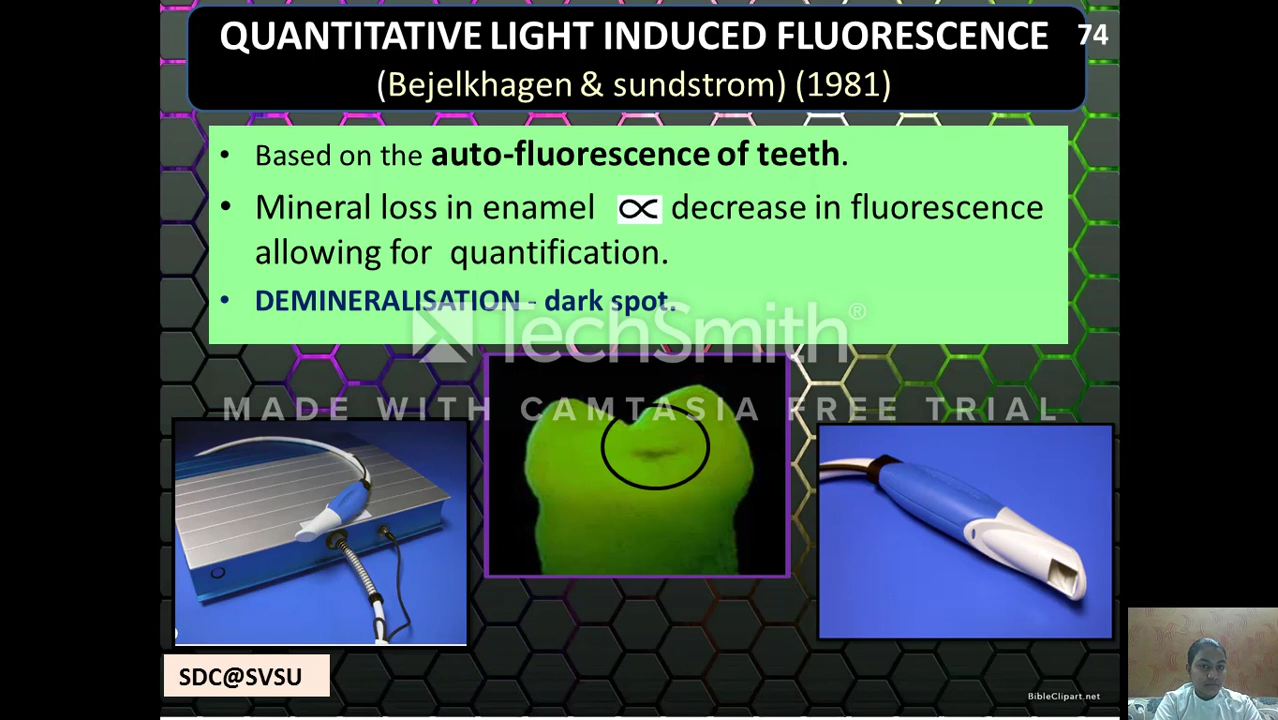 QUANTITATIVE LIGHT INDUCED FLUORESCENCE
74
(Bejelkhagen & sundstrom) (1981)
• Based on the auto-fluorescence of teeth.
• Mineral loss in enamel ∝ decrease in fluorescence
allowing for quantification.
• DEMINERALISATION - dark spot.
TechSmith®
MADE WITH CAMTASIA FREE TRIAL
SDC@SVSU
BibleClipart.net